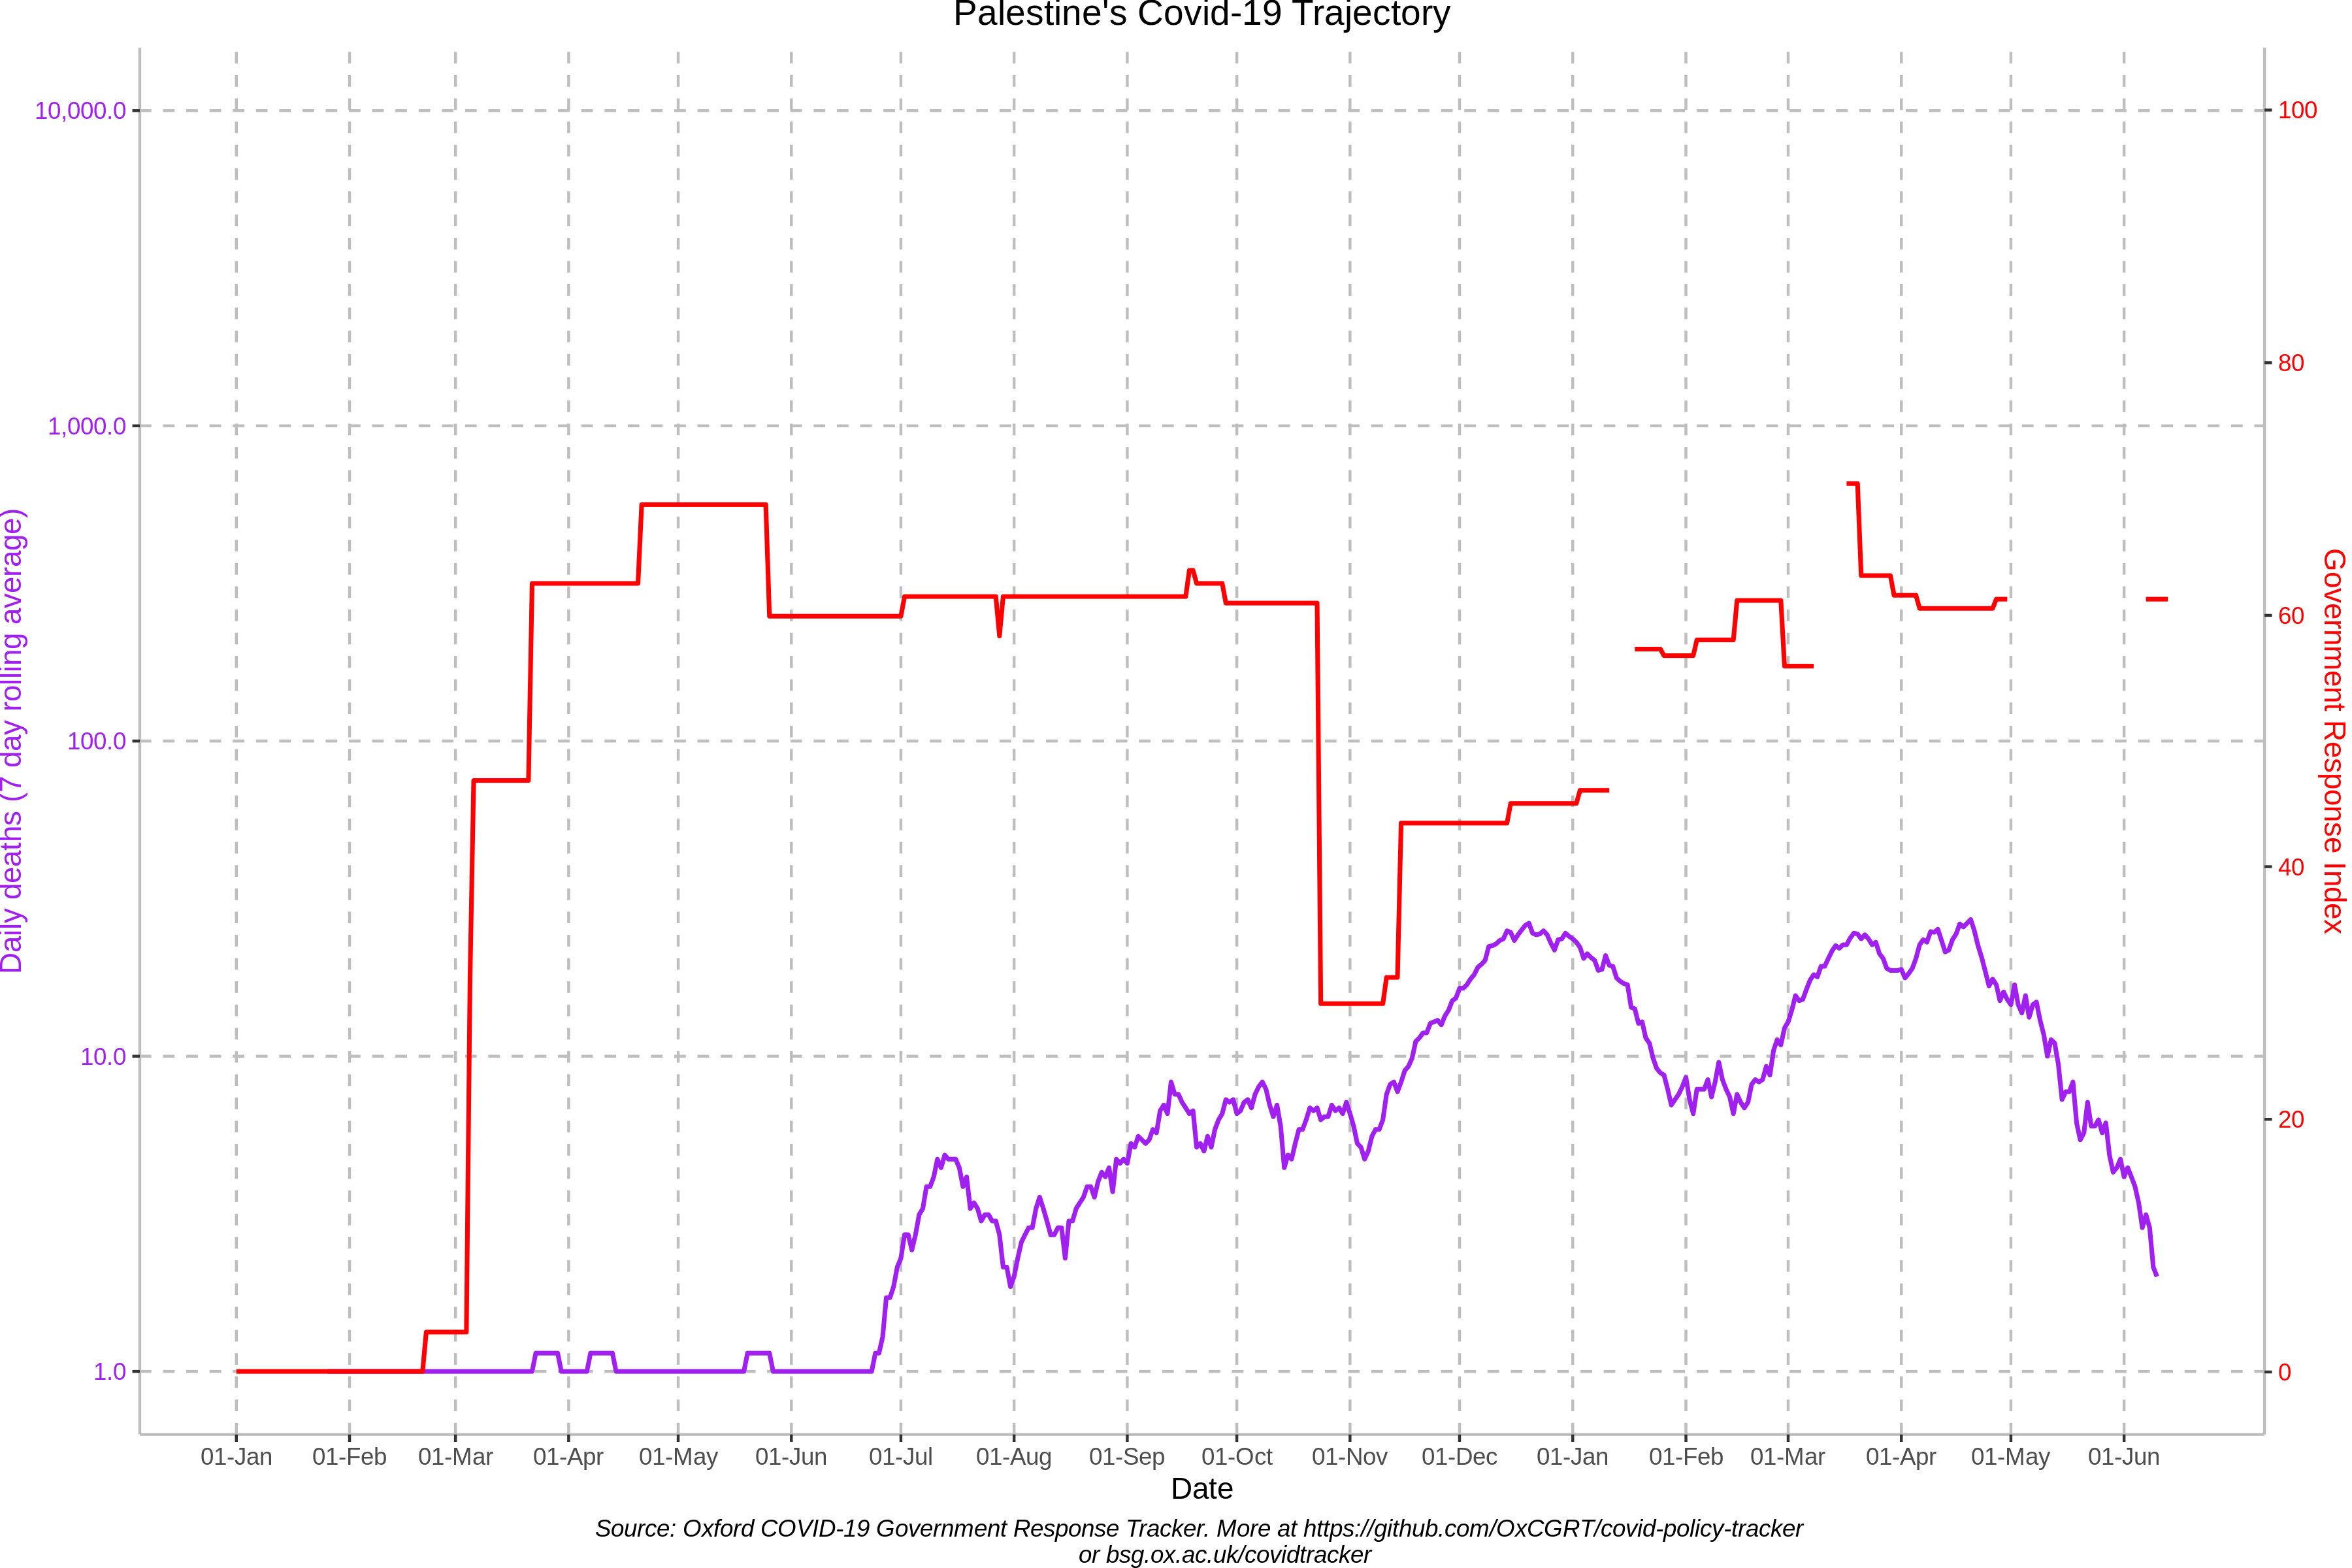 Palestine's Covid-19 Trajectory
10,000.0
1,000.0
100.0
10.0
1.0
Daily deaths (7 day rolling average)
100
80
60
40
20
0
Government Response Index
01-Jan 01-Feb 01-Mar 01-Apr 01-May 01-Jun 01-Jul 01-Aug 01-Sep 01-Oct 01-Nov 01-Dec 01-Jan 01-Feb 01-Mar 01-Apr 01-May 01-Jun
Date
Source: Oxford COVID-19 Government Response Tracker. More at https://github.com/OxCGRT/covid-policy-tracker
or bsg.ox.ac.uk/covidtracker